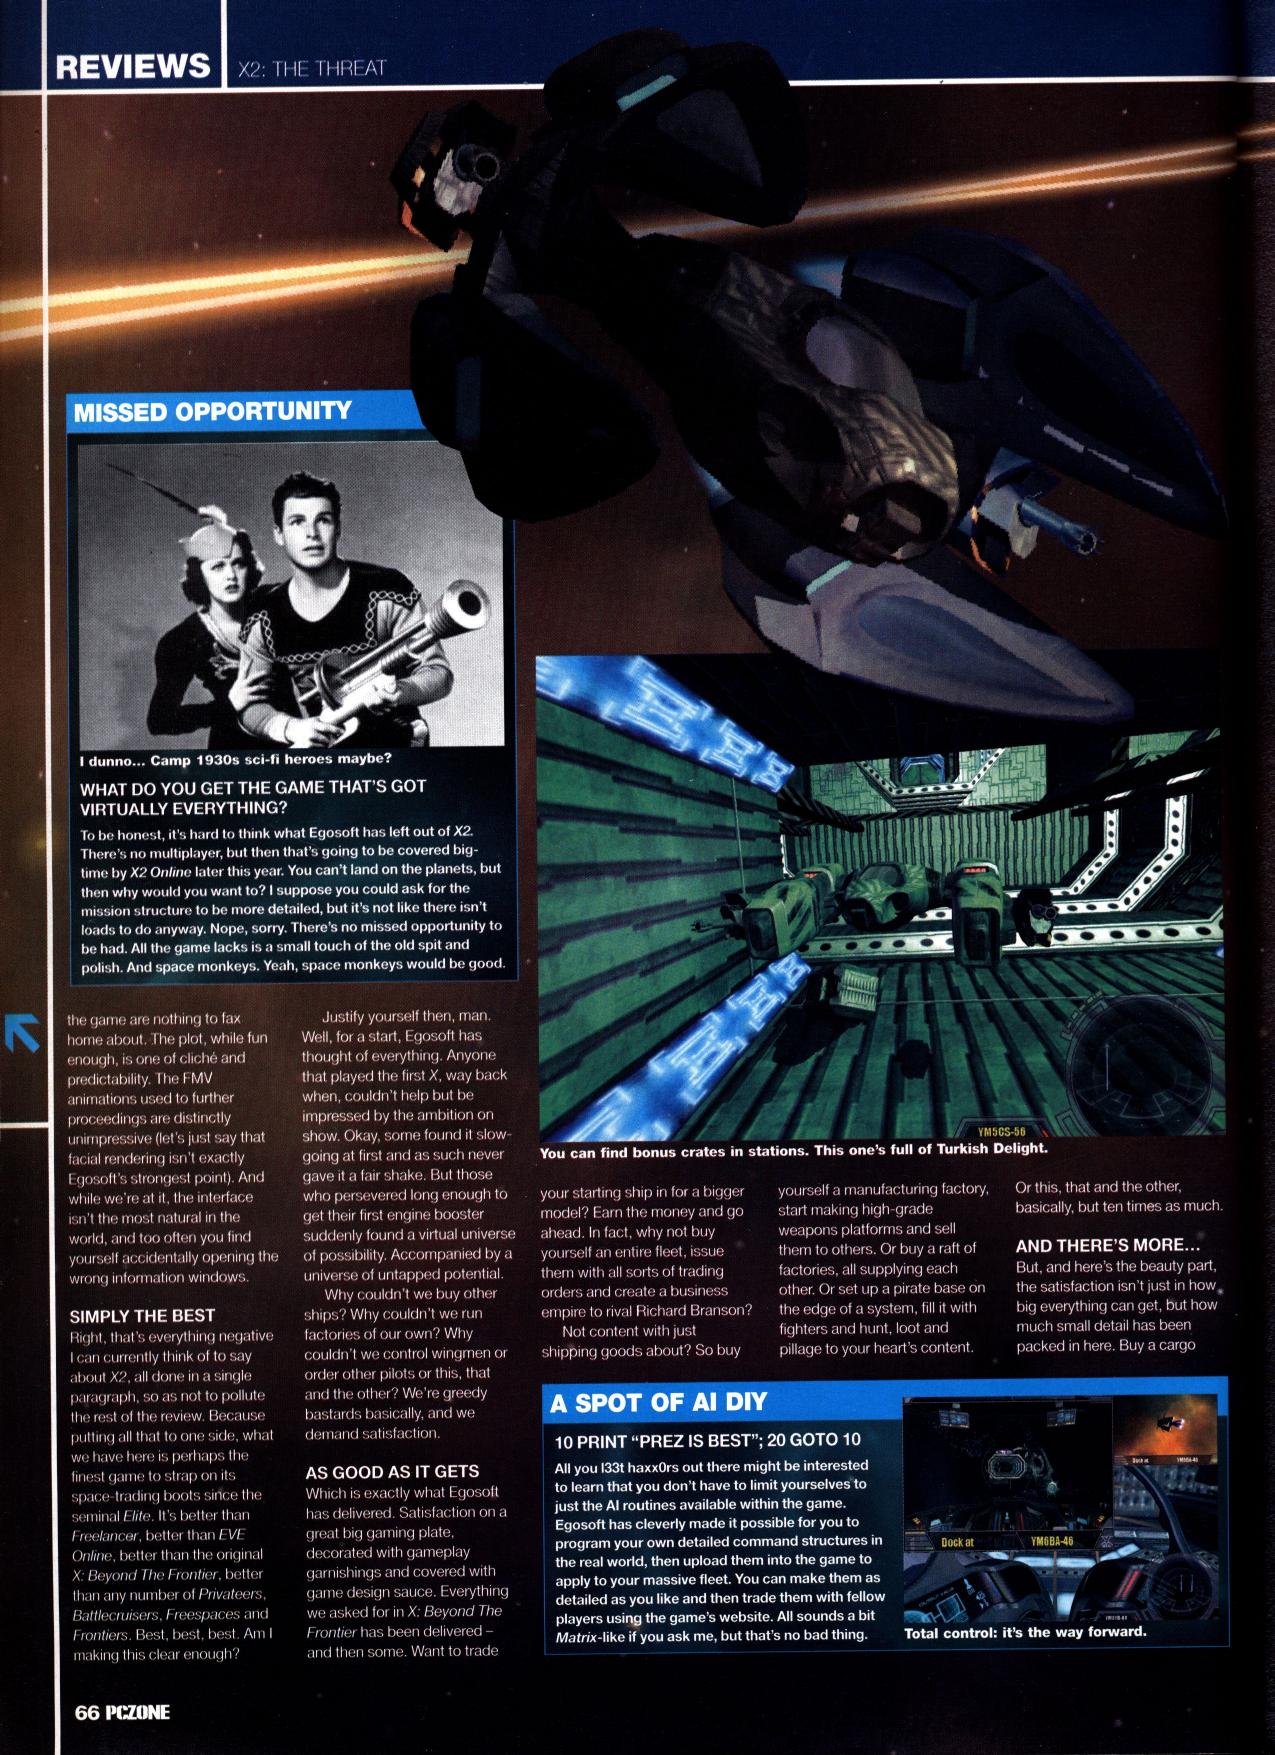 REVIEWS
X2: THE THREAT
MISSED OPPORTUNITY
I dunno... Camp 1930s sci-fi heroes maybe?
WHAT DO YOU GET THE GAME THAT'S GOT
VIRTUALLY EVERYTHING?
To be honest, it's hard to think what Egosoft has left out of X2.
There's no multiplayer, but then that's going to be covered big-
time by X2 Online later this year. You can't land on the planets, but
then why would you want to? I suppose you could ask for the
mission structure to be more detailed, but it's not like there isn't
loads to do anyway. Nope, sorry. There's no missed opportunity to
be had. All the game lacks is a small touch of the old spit and
polish. And space monkeys. Yeah, space monkeys would be good.
the game are nothing to fax
home about. The plot, while fun
enough, is one of cliché and
predictability. The FMV
animations used to further
proceedings are distinctly
unimpressive (let's just say that
facial rendering isn't exactly
Egosoft's strongest point). And
while we're at it, the interface
isn't the most natural in the
world, and too often you find
yourself accidentally opening the
wrong information windows.
SIMPLY THE BEST
Right, that's everything negative
I can currently think of to say
about X2, all done in a single
paragraph, so as not to pollute
the rest of the review. Because
putting all that to one side, what
we have here is perhaps the
finest game to strap on its
space-trading boots since the
seminal Elite. It's better than
Freelancer, better than EVE
Online, better than the original
X: Beyond The Frontier, better
than any number of Privateers,
Battlecruisers, Freespaces and
Frontiers. Best, best, best. Am I
making this clear enough?
Justify yourself then, man.
Well, for a start, Egosoft has
thought of everything. Anyone
that played the first X, way back
when, couldn't help but be
impressed by the ambition on
show. Okay, some found it slow-
going at first and as such never
gave it a fair shake. But those
who persevered long enough to
get their first engine booster
suddenly found a virtual universe
of possibility. Accompanied by a
universe of untapped potential.
Why couldn't we buy other
ships? Why couldn't we run
factories of our own? Why
couldn't we control wingmen or
order other pilots or this, that
and the other? We're greedy
bastards basically, and we
demand satisfaction.
AS GOOD AS IT GETS
Which is exactly what Egosoft
has delivered. Satisfaction on a
great big gaming plate,
decorated with gameplay
garnishings and covered with
game design sauce. Everything
we asked for in X: Beyond The
Frontier has been delivered –
and then some. Want to trade
YM5CS-56
You can find bonus crates in stations. This one's full of Turkish Delight.
your starting ship in for a bigger
model? Earn the money and go
ahead. In fact, why not buy
yourself an entire fleet, issue
them with all sorts of trading
orders and create a business
empire to rival Richard Branson?
Not content with just
shipping goods about? So buy
yourself a manufacturing factory,
start making high-grade
weapons platforms and sell
them to others. Or buy a raft of
factories, all supplying each
other. Or set up a pirate base on
the edge of a system, fill it with
fighters and hunt, loot and
pillage to your heart's content.
Or this, that and the other,
basically, but ten times as much.
AND THERE'S MORE...
But, and here's the beauty part,
the satisfaction isn't just in how
big everything can get, but how
much small detail has been
packed in here. Buy a cargo
A SPOT OF AI DIY
10 PRINT “PREZ IS BEST”; 20 GOTO 10
All you l33t haxx0rs out there might be interested
to learn that you don't have to limit yourselves to
just the AI routines available within the game.
Egosoft has cleverly made it possible for you to
program your own detailed command structures in
the real world, then upload them into the game to
apply to your massive fleet. You can make them as
detailed as you like and then trade them with fellow
players using the game's website. All sounds a bit
Matrix-like if you ask me, but that's no bad thing.
Dock at
Dock at YM6BA-46
Total control: it's the way forward.
66 PCZONE